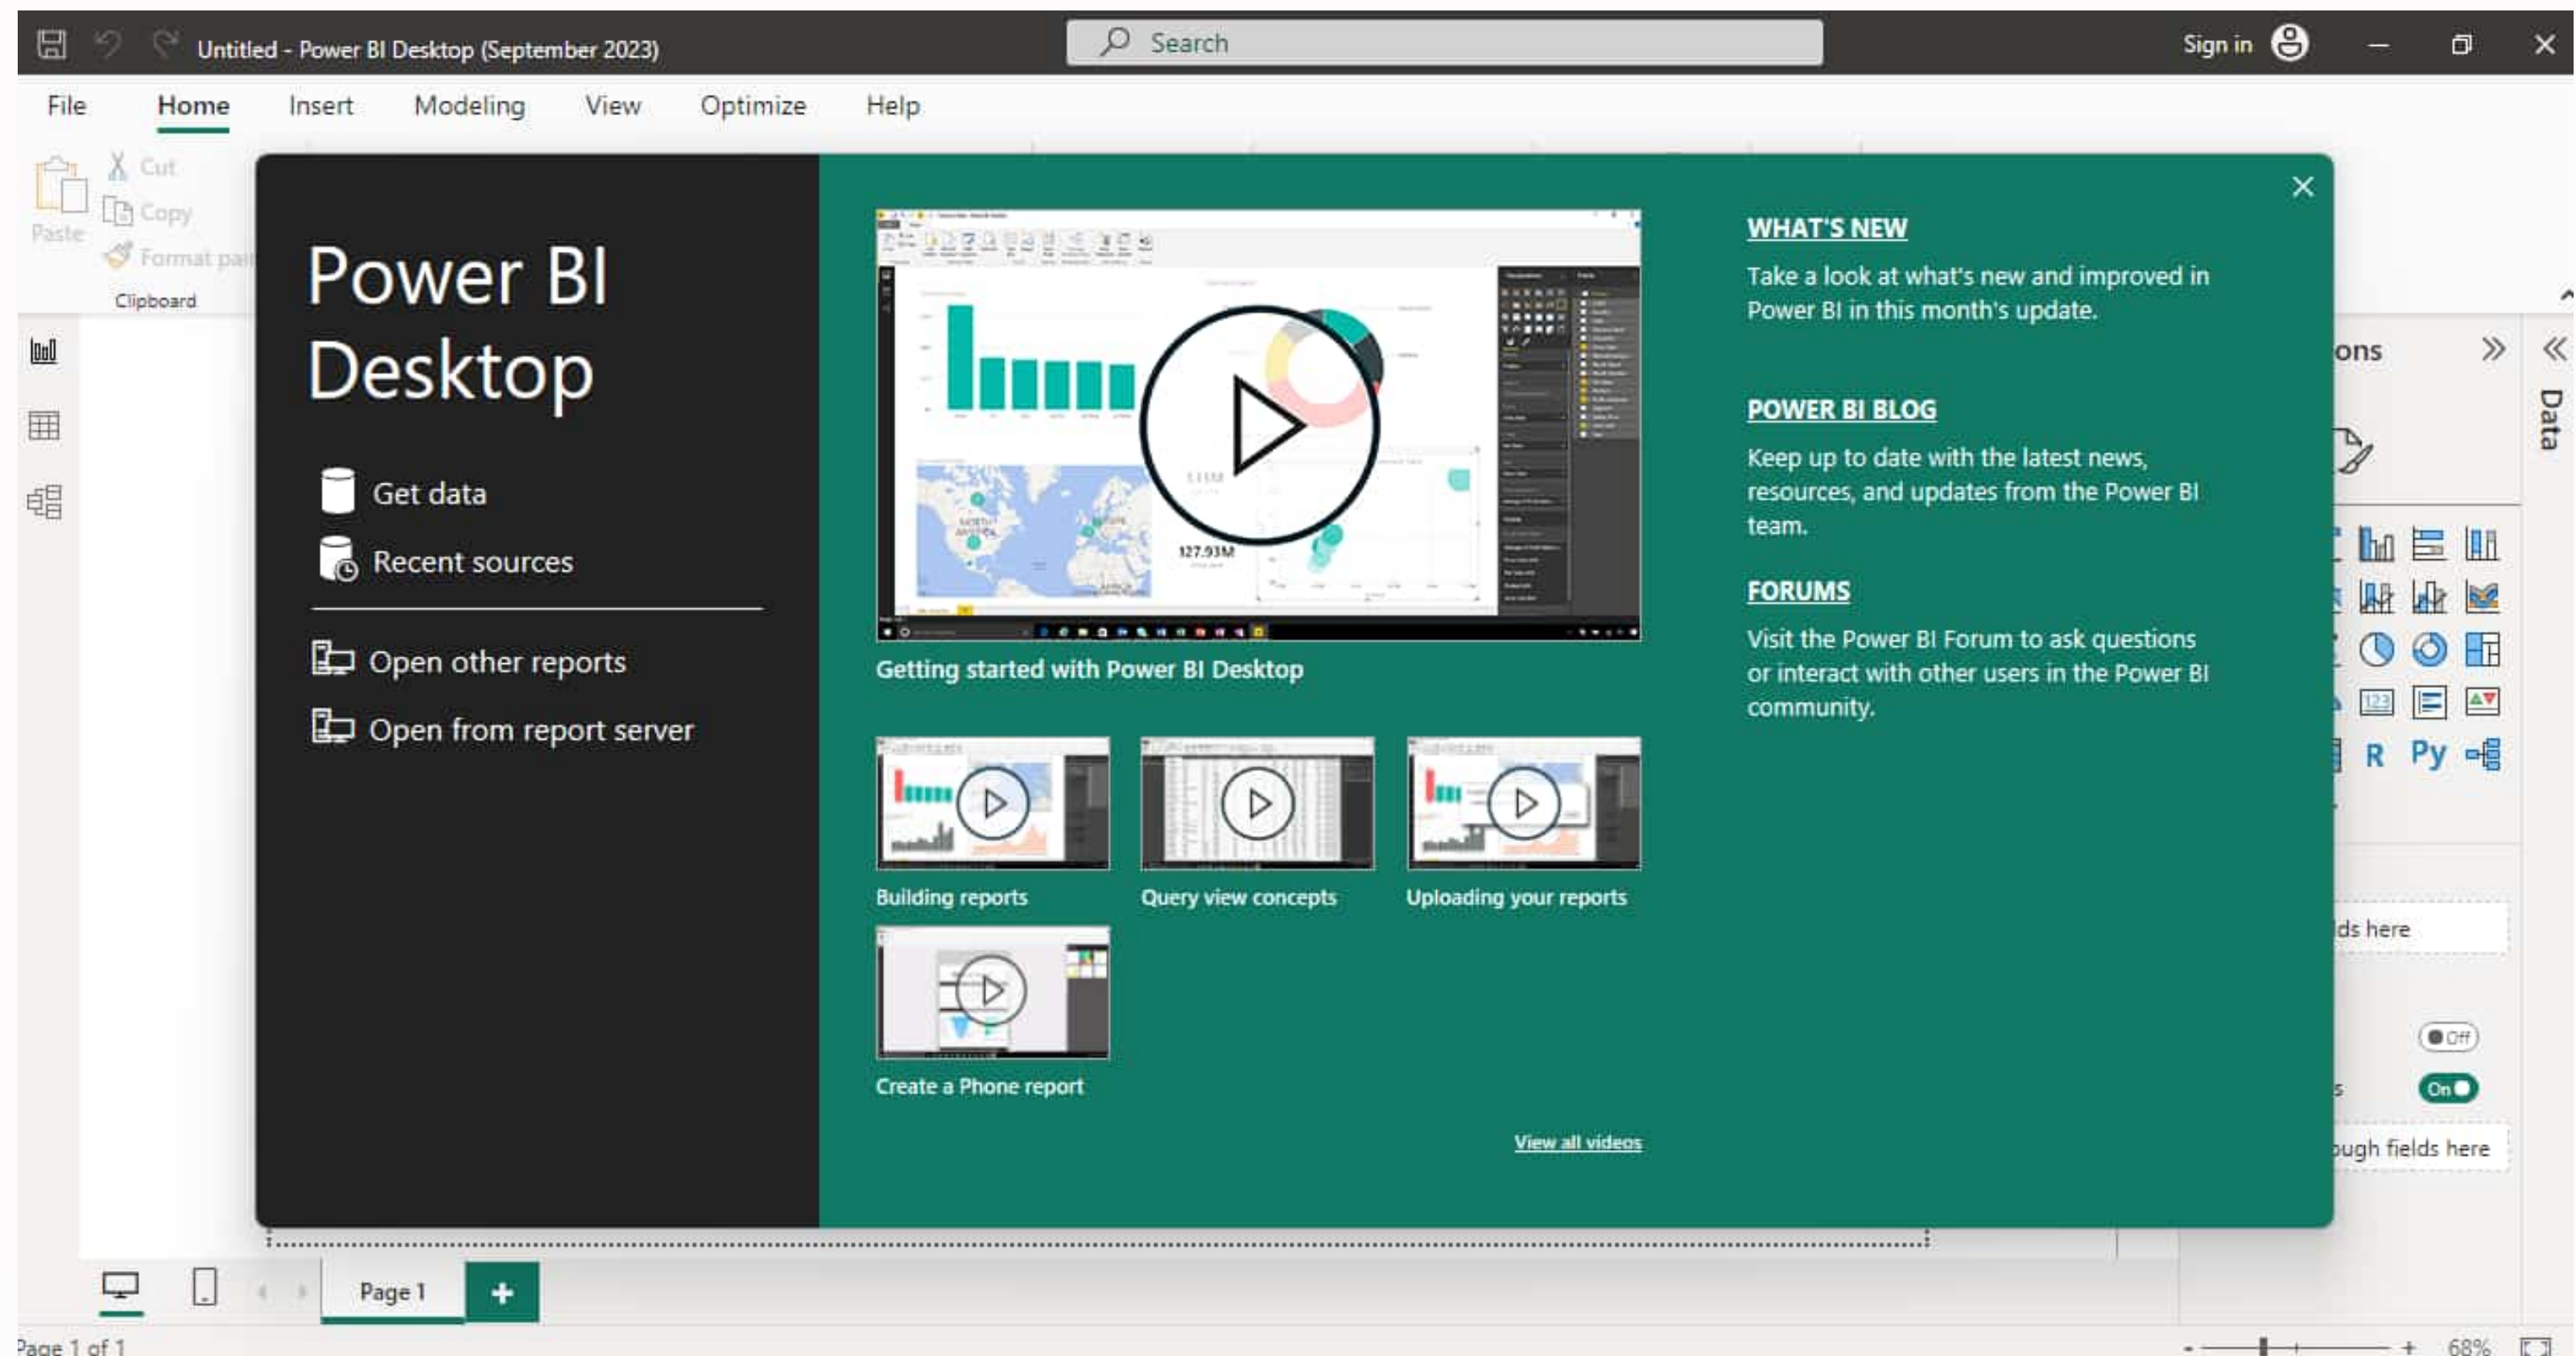 Untitled - Power BI Desktop (September 2023)
Search
Sign in
File
Home
Insert
Modeling
View
Optimize
Help
Paste
Cut
Copy
Format pai
Clipboard
Power BI
Desktop
Get data
Recent sources
Open other reports
Open from report server
127.93M
Getting started with Power BI Desktop
Building reports
Query view concepts
Uploading your reports
Create a Phone report
View all videos
WHAT'S NEW
Take a look at what's new and improved in
Power BI in this month's update.
POWER BI BLOG
Keep up to date with the latest news,
resources, and updates from the Power BI
team.
FORUMS
Visit the Power BI Forum to ask questions
or interact with other users in the Power BI
community.
ons
Data
123
R
Py
ds here
Off
s
On
ough fields here
Page 1
Page 1 of 1
68%